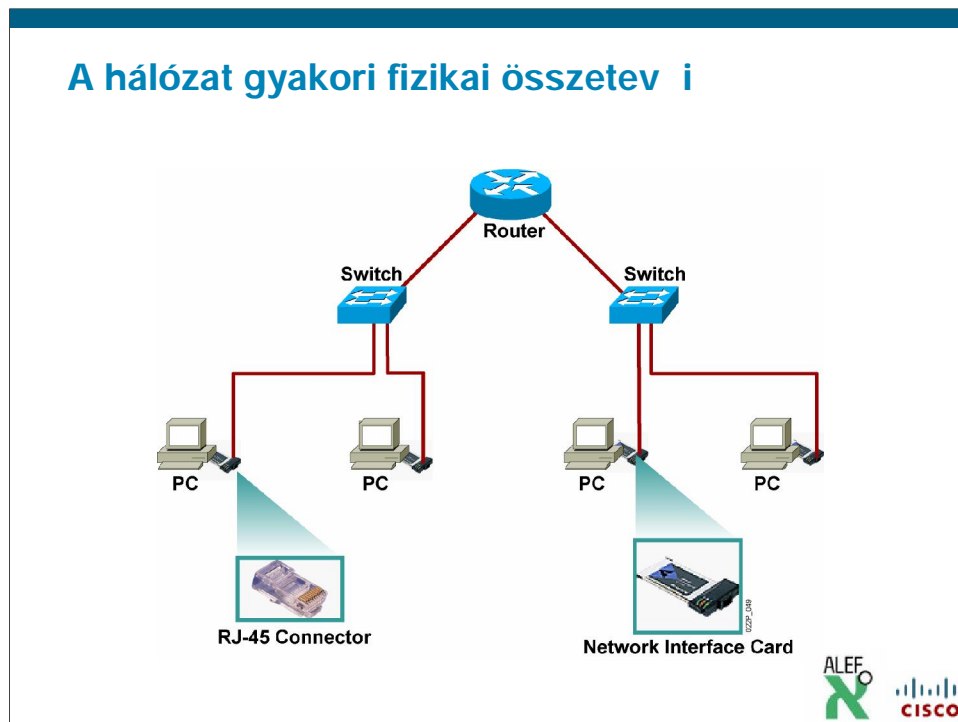 A hálózat gyakori fizikai összetev i
Router
Switch
Switch
PC
PC
PC
PC
RJ-45 Connector
Network Interface Card
022P_049
ALEF
CISCO